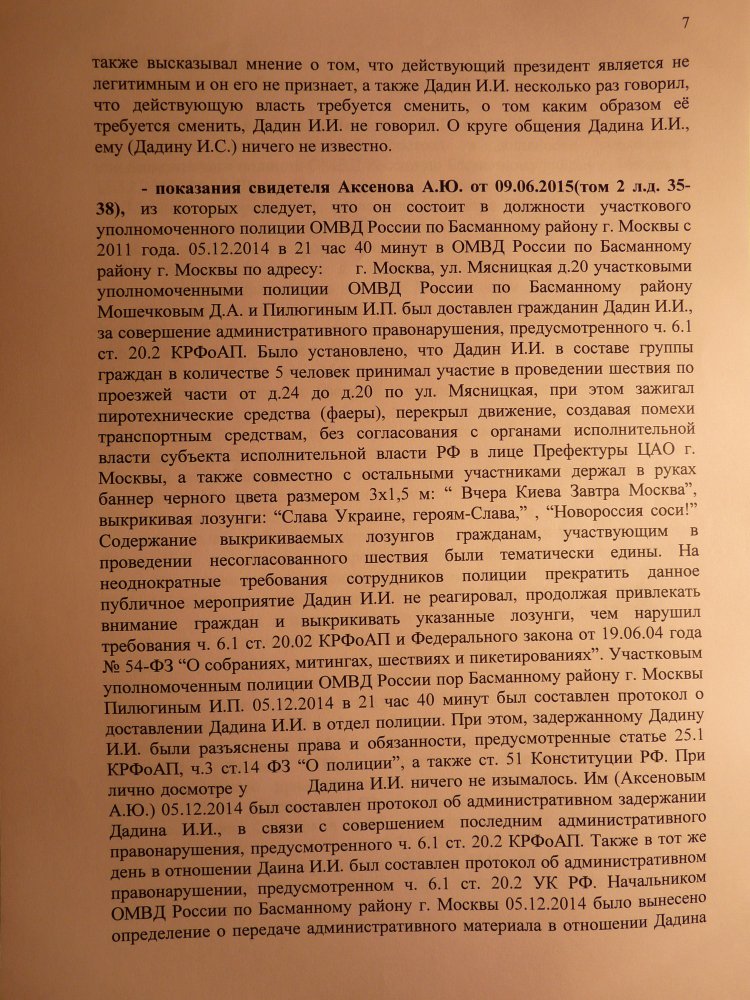 7
также высказывал мнение о том, что действующий президент является не
легитимным и он его не признает, а также Дадин И.И. несколько раз говорил,
что действующую власть требуется сменить, о том каким образом её
требуется сменить, Дадин И.И. не говорил. О круге общения Дадина И.И.,
ему (Дадину И.С.) ничего не известно.
- показания свидетеля Аксенова А.Ю. от 09.06.2015(том 2 л.д. 35-
38), из которых следует, что он состоит в должности участкового
уполномоченного полиции ОМВД России по Басманному району г. Москвы с
2011 года. 05.12.2014 в 21 час 40 минут в ОМВД России по Басманному
району г. Москвы по адресу: г. Москва, ул. Мясницкая д.20 участковыми
уполномоченными полиции ОМВД России по Басманному району
Мошечковым Д.А. и Пилюгиным И.П. был доставлен гражданин Дадин И.И.,
за совершение административного правонарушения, предусмотренного ч. 6.1
ст. 20.2 КРФоАП. Было установлено, что Дадин И.И. в составе группы
граждан в количестве 5 человек принимал участие в проведении шествия по
проезжей части от д.24 до д.20 по ул. Мясницкая, при этом зажигал
пиротехнические средства (фаеры), перекрыл движение, создавая помехи
транспортным средствам, без согласования с органами исполнительной
власти субъекта исполнительной власти РФ в лице Префектуры ЦАО г.
Москвы, а также совместно с остальными участниками держал в руках
баннер черного цвета размером 3х1,5 м: “ Вчера Киева Завтра Москва”,
выкрикивая лозунги: “Слава Украине, героям-Слава,” , “Новороссия соси!”
Содержание выкрикиваемых лозунгов гражданам, участвующим в
проведении несогласованного шествия были тематически едины. На
неоднократные требования сотрудников полиции прекратить данное
публичное мероприятие Дадин И.И. не реагировал, продолжая привлекать
внимание граждан и выкрикивать указанные лозунги, чем нарушил
требования ч. 6.1 ст. 20.02 КРФоАП и Федерального закона от 19.06.04 года
№ 54-ФЗ “О собраниях, митингах, шествиях и пикетированиях”. Участковым
уполномоченным полиции ОМВД России пор Басманному району г. Москвы
Пилюгиным И.П. 05.12.2014 в 21 час 40 минут был составлен протокол о
доставлении Дадина И.И. в отдел полиции. При этом, задержанному Дадину
И.И. были разъяснены права и обязанности, предусмотренные статье 25.1
КРФоАП, ч.3 ст.14 ФЗ “О полиции”, а также ст. 51 Конституции РФ. При
лично досмотре у Дадина И.И. ничего не изымалось. Им (Аксеновым
А.Ю.) 05.12.2014 был составлен протокол об административном задержании
Дадина И.И., в связи с совершением последним административного
правонарушения, предусмотренного ч. 6.1 ст. 20.2 КРФоАП. Также в тот же
день в отношении Даина И.И. был составлен протокол об административном
правонарушении, предусмотренном ч. 6.1 ст. 20.2 УК РФ. Начальником
ОМВД России по Басманному району г. Москвы 05.12.2014 было вынесено
определение о передаче административного материала в отношении Дадина